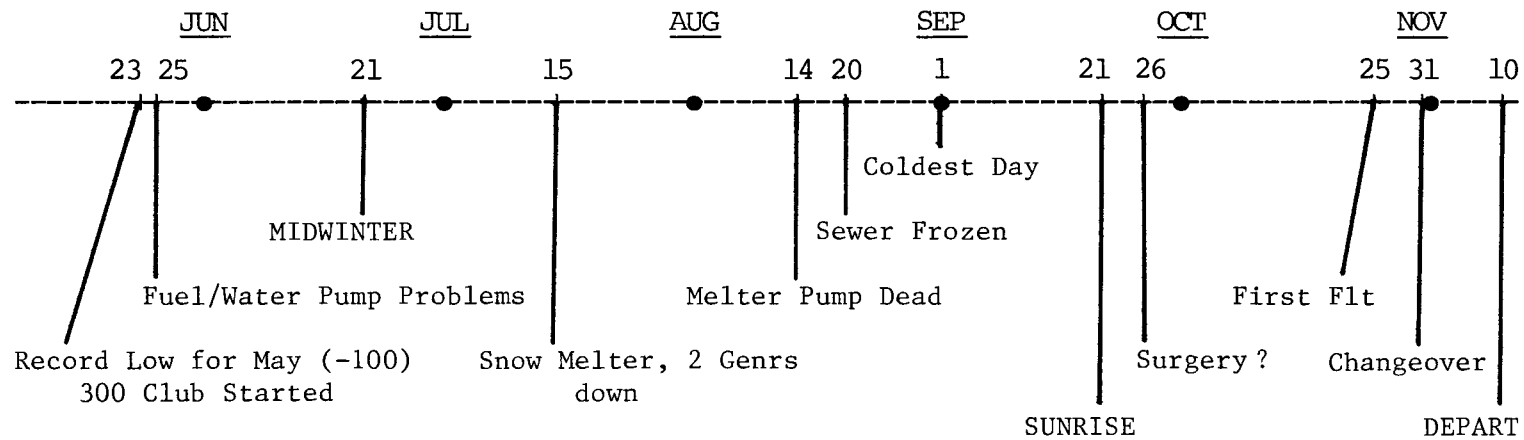 JUN JUL AUG SEP OCT NOV
23 25 21 15 14 20 1 21 26 25 31 10
Coldest Day
MIDWINTER Sewer Frozen
Fuel/Water Pump Problems Melter Pump Dead First Flt
Record Low for May (-100) Snow Melter, 2 Genrs Surgery? Changeover
300 Club Started down
SUNRISE DEPART